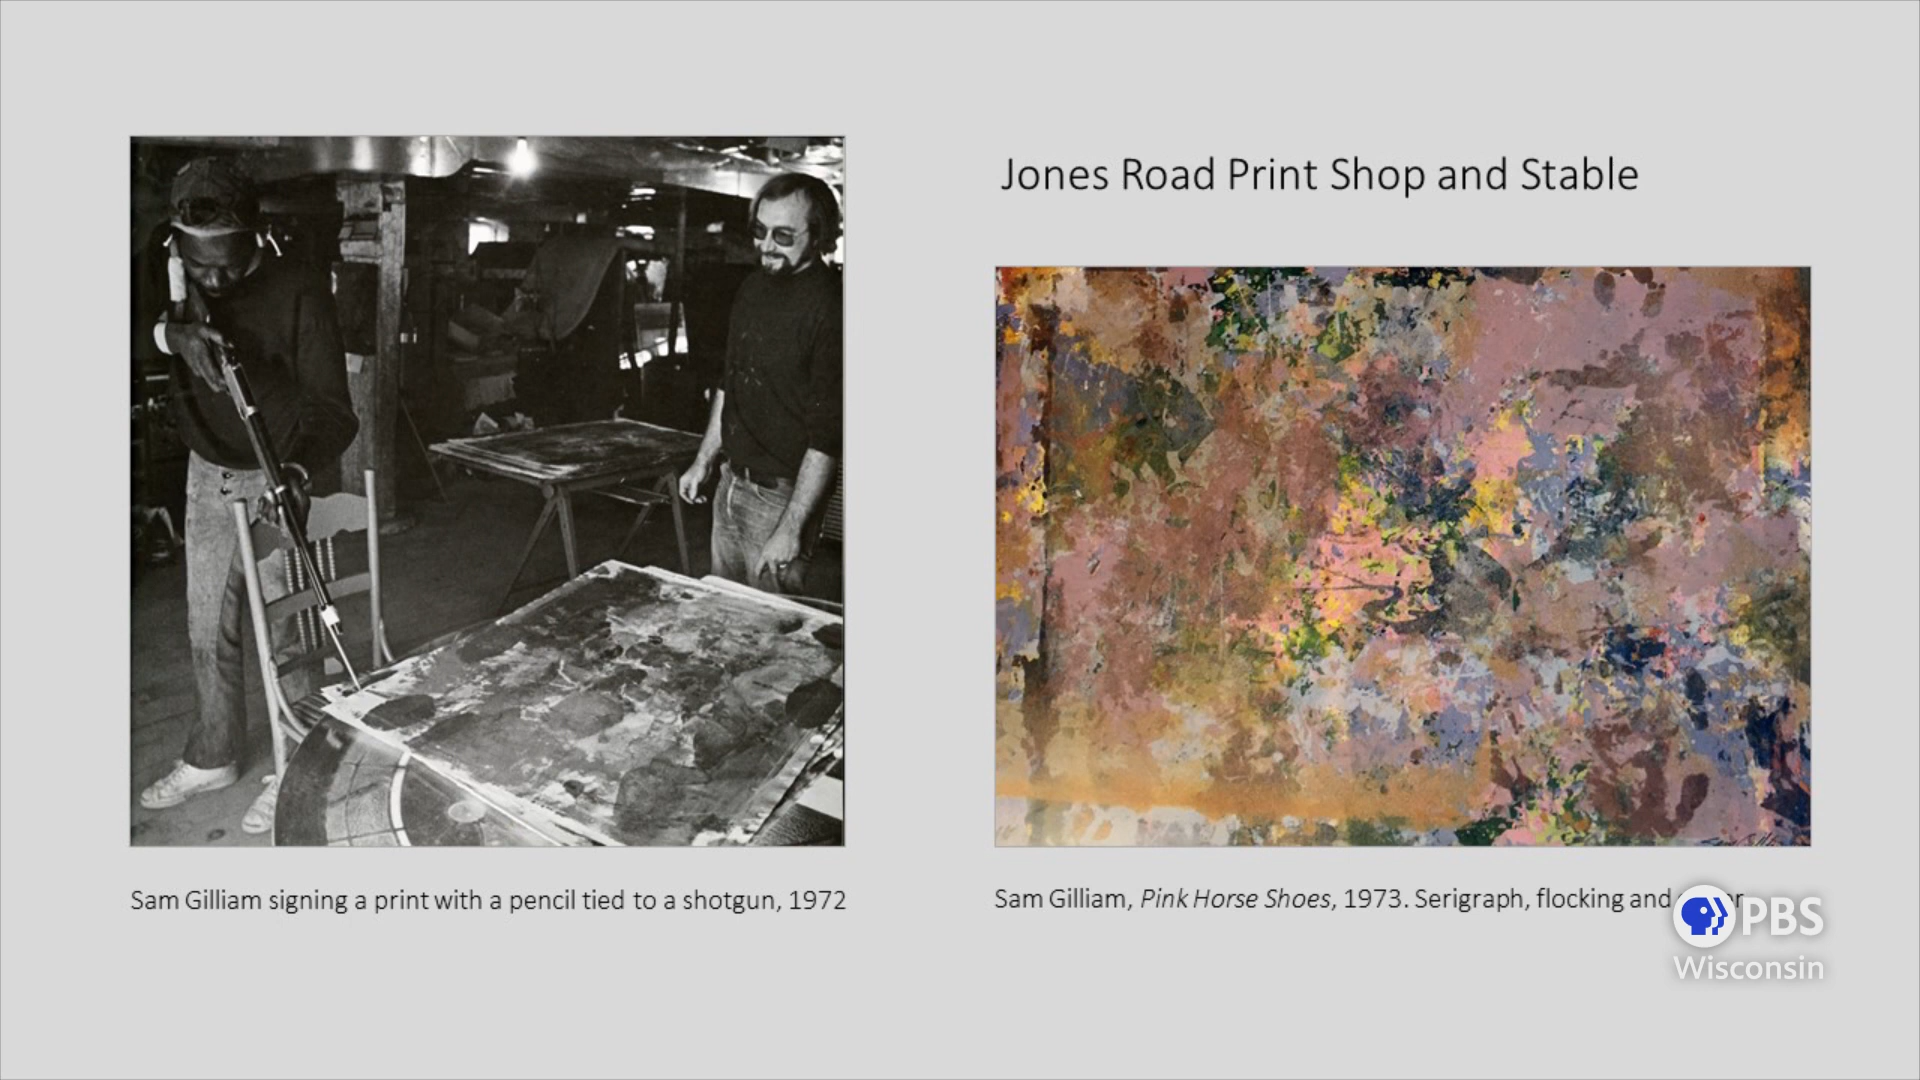 Jones Road Print Shop and Stable
Sam Gilliam signing a print with a pencil tied to a shotgun, 1972
Sam Gilliam, Pink Horse Shoes, 1973. Serigraph, flocking and
PBS
Wisconsin